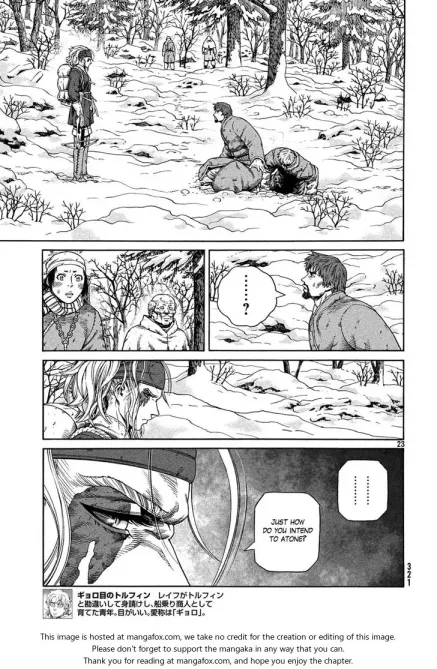 ……?
23
…………
JUST HOW
DO YOU INTEND
TO ATONE?
321
ギョロ目のトルフィン　レイフがトルフィン
と勘違いして身請けし、船乗り商人として
育てた青年。目がいい。愛称は「ギョロ」。
This image is hosted at mangafox.com, we take no credit for the creation or editing of this image.
Please don't forget to support the mangaka in any way that you can.
Thank you for reading at mangafox.com, and hope you enjoy the chapter.